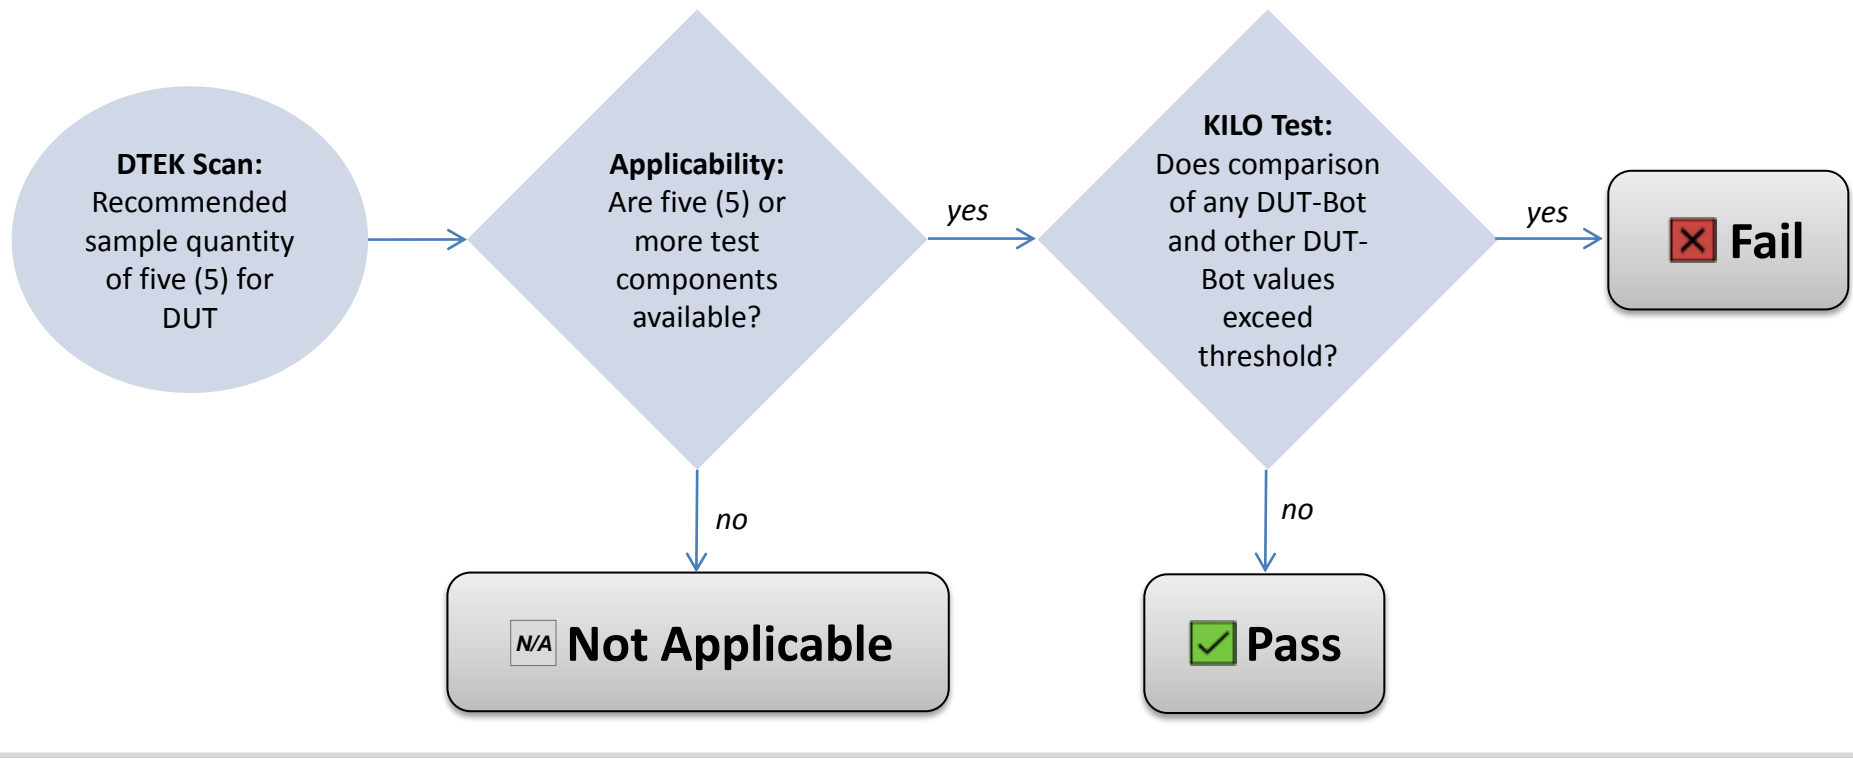 DTEK Scan:
Recommended
sample quantity
of five (5) for
DUT
Applicability:
Are five (5) or
more test
components
available?
yes
KILO Test:
Does comparison
of any DUT-Bot
and other DUT-
Bot values
exceed
threshold?
yes
Fail
no
N/A Not Applicable
no
Pass